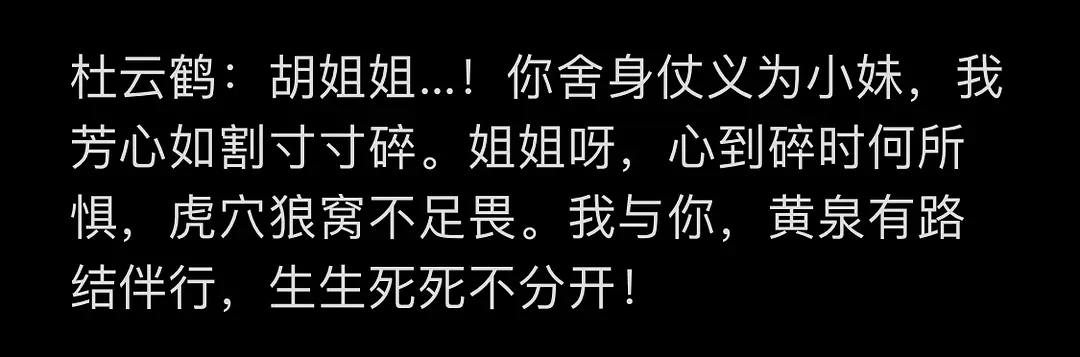 杜云鹤：胡姐姐…！你舍身仗义为小妹，我
芳心如割寸寸碎。姐姐呀，心到碎时何所
惧，虎穴狼窝不足畏。我与你，黄泉有路
结伴行，生生死死不分开！